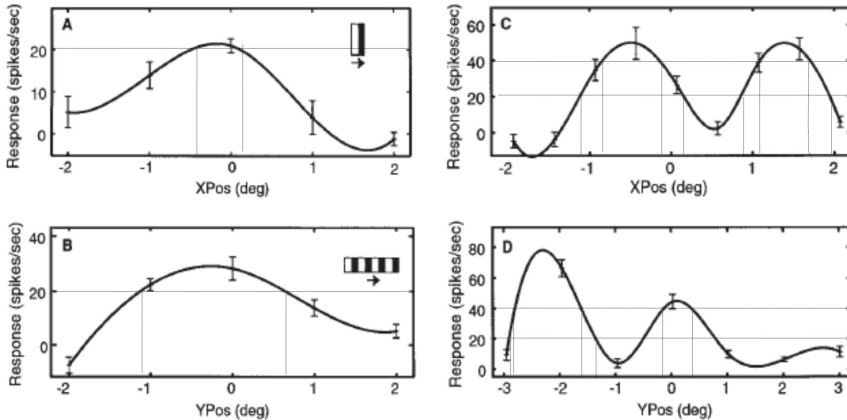 A
Response (spikes/sec)
20
10
0
-2 -1 0 1 2
XPos (deg)
C
Response (spikes/sec)
60
40
20
0
-2 -1 0 1 2
XPos (deg)
B
Response (spikes/sec)
40
20
0
-2 -1 0 1 2
YPos (deg)
D
Response (spikes/sec)
80
60
40
20
0
-3 -2 -1 0 1 2 3
YPos (deg)